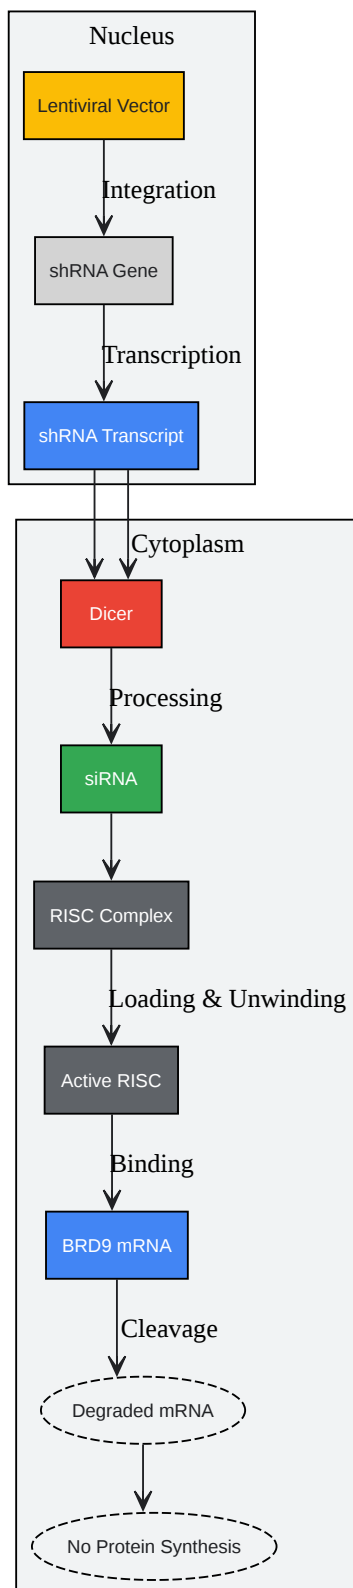 Nucleus
Lentiviral Vector
Integration
shRNA Gene
Transcription
shRNA Transcript
Cytoplasm
Dicer
Processing
siRNA
RISC Complex
Loading & Unwinding
Active RISC
Binding
BRD9 mRNA
Cleavage
Degraded mRNA
No Protein Synthesis